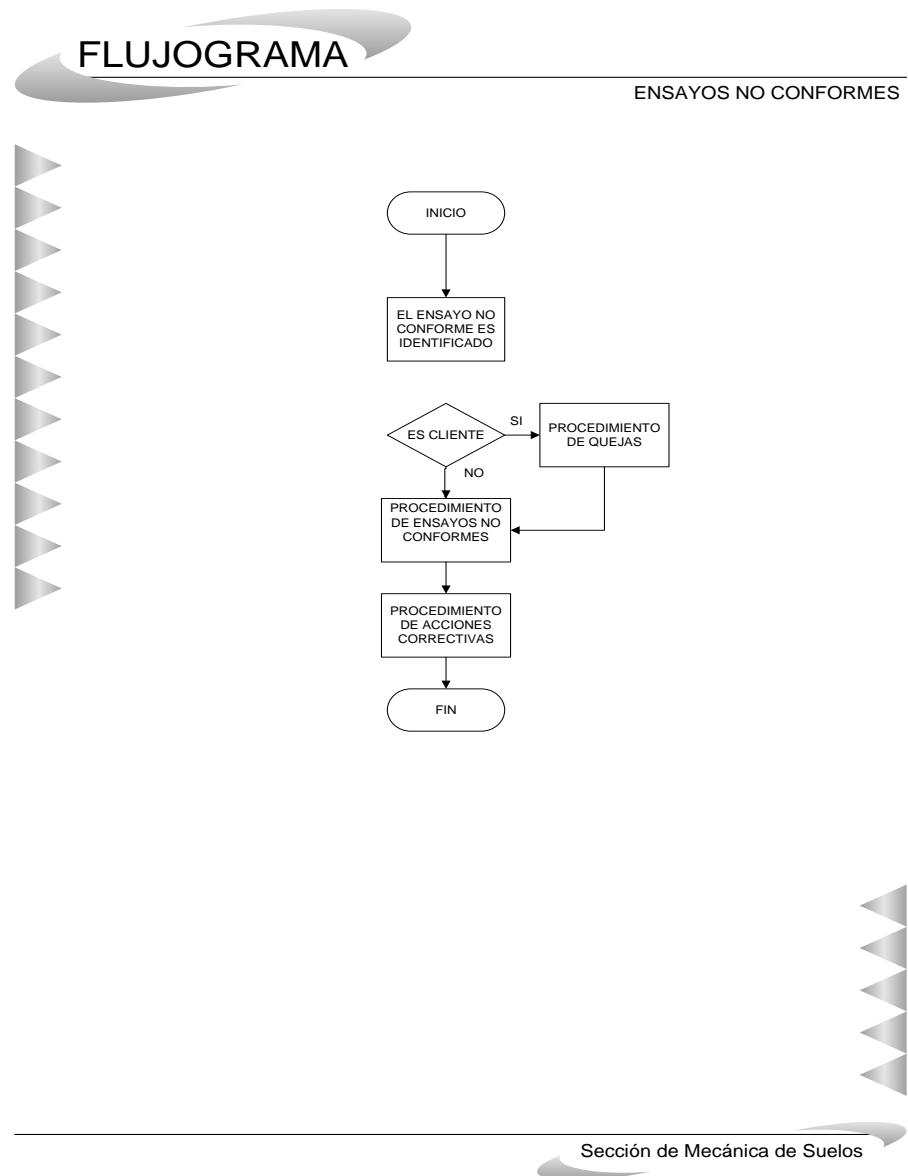 FLUJOGRAMA
ENSAYOS NO CONFORMES
INICIO
EL ENSAYO NO
CONFORME ES
IDENTIFICADO
ES CLIENTE
SI
PROCEDIMIENTO
DE QUEJAS
NO
PROCEDIMIENTO
DE ENSAYOS NO
CONFORMES
PROCEDIMIENTO
DE ACCIONES
CORRECTIVAS
FIN
Sección de Mecánica de Suelos